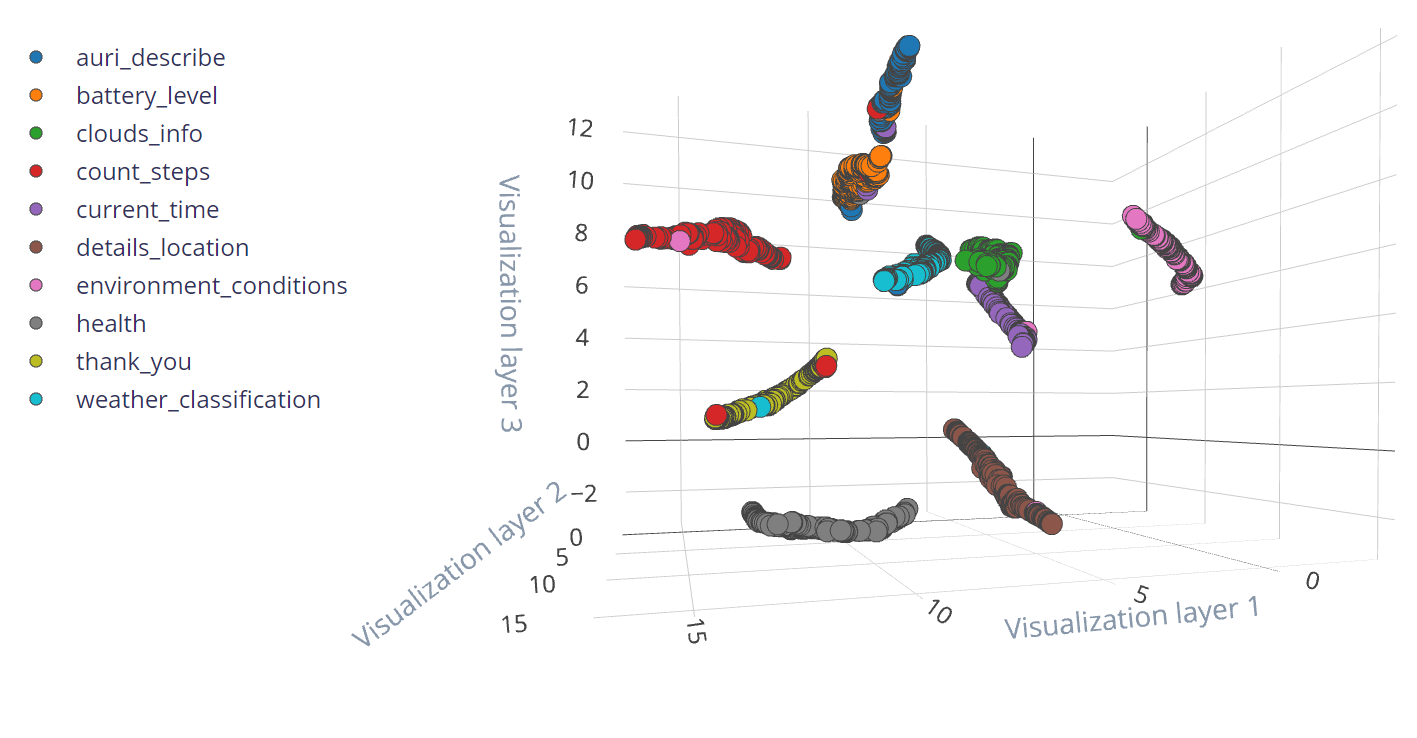 auri_describe
battery_level
clouds_info
count_steps
current_time
details_location
environment_conditions
health
thank_you
weather_classification
12
10
8
6
4
2
0
−2
Visualization layer 3
0
5
10
15
Visualization layer 2
15
10
5
0
Visualization layer 1